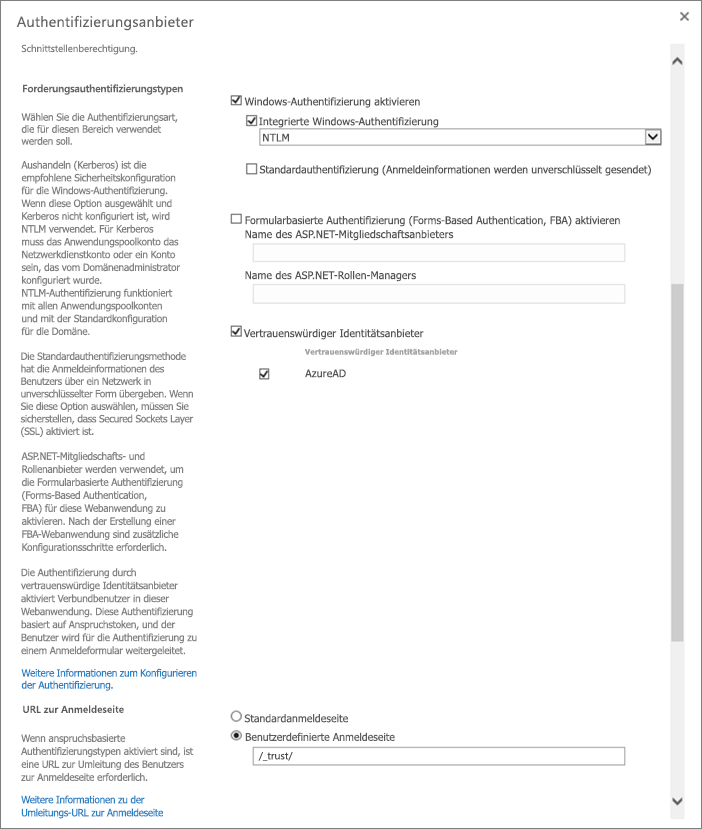 Authentifizierungsanbieter
Schnittstellenberechtigung.
Forderungsauthentifizierungstypen
Wählen Sie die Authentifizierungsart,
die für diesen Bereich verwendet
werden soll.
Aushandeln (Kerberos) ist die
empfohlene Sicherheitskonfiguration
für die Windows-Authentifizierung.
Wenn diese Option ausgewählt und
Kerberos nicht konfiguriert ist, wird
NTLM verwendet. Für Kerberos
muss das Anwendungspoolkonto das
Netzwerkdienstkonto oder ein Konto
sein, das vom Domänenadministrator
konfiguriert wurde.
NTLM-Authentifizierung funktioniert
mit allen Anwendungspoolkonten
und mit der Standardkonfiguration
für die Domäne.
Die Standardauthentifizierungsmethode
hat die Anmeldeinformationen des
Benutzers über ein Netzwerk in
unverschlüsselter Form übergeben. Wenn
Sie diese Option auswählen, müssen Sie
sicherstellen, dass Secured Sockets Layer
(SSL) aktiviert ist.
ASP.NET-Mitgliedschafts- und
Rollenanbieter werden verwendet, um
die Formularbasierte Authentifizierung
(Forms-Based Authentication,
FBA) für diese Webanwendung zu
aktivieren. Nach der Erstellung einer
FBA-Webanwendung sind zusätzliche
Konfigurationsschritte erforderlich.
Die Authentifizierung durch
vertrauenswürdige Identitätsanbieter
aktiviert Verbundbenutzer in dieser
Webanwendung. Diese Authentifizierung
basiert auf Anspruchstoken, und der
Benutzer wird für die Authentifizierung zu
einem Anmeldeformular weitergeleitet.
Weitere Informationen zum Konfigurieren
der Authentifizierung.
Windows-Authentifizierung aktivieren
Integrierte Windows-Authentifizierung
NTLM
Standardauthentifizierung (Anmeldeinformationen werden unverschlüsselt gesendet)
Formularbasierte Authentifizierung (Forms-Based Authentication, FBA) aktivieren
Name des ASP.NET-Mitgliedschaftsanbieters
Name des ASP.NET-Rollen-Managers
Vertrauenswürdiger Identitätsanbieter
Vertrauenswürdiger Identitätsanbieter
AzureAD
URL zur Anmeldeseite
Wenn anspruchsbasierte
Authentifizierungstypen aktiviert sind, ist
eine URL zur Umleitung des Benutzers
zur Anmeldeseite erforderlich.
Weitere Informationen zu der
Umleitungs-URL zur Anmeldeseite
Standardanmeldeseite
Benutzerdefinierte Anmeldeseite
/_trust/